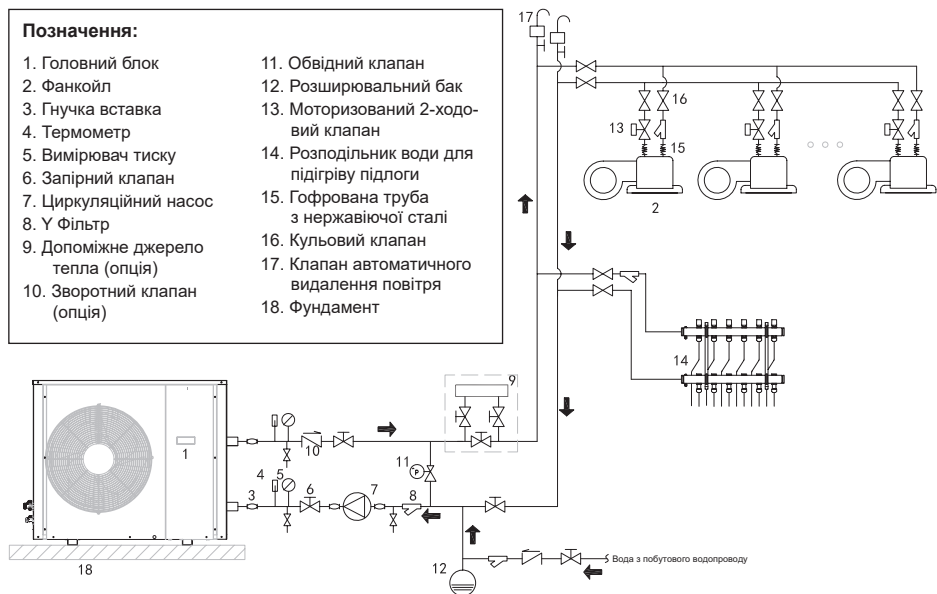 Позначення:
1. Головний блок
2. Фанкойл
3. Гнучка вставка
4. Термометр
5. Вимірювач тиску
6. Запірний клапан
7. Циркуляційний насос
8. Y Фільтр
9. Допоміжне джерело
тепла (опція)
10. Зворотний клапан
(опція)
11. Обвідний клапан
12. Розширювальний бак
13. Моторизований 2-ходо-
вий клапан
14. Розподільник води для
підігріву підлоги
15. Гофрована труба
з нержавіючої сталі
16. Кульовий клапан
17. Клапан автоматичного
видалення повітря
18. Фундамент
17
16
13
15
2
14
9
1
10
11
P
4
5
3
6
7
8
18
12
Вода з побутового водопроводу